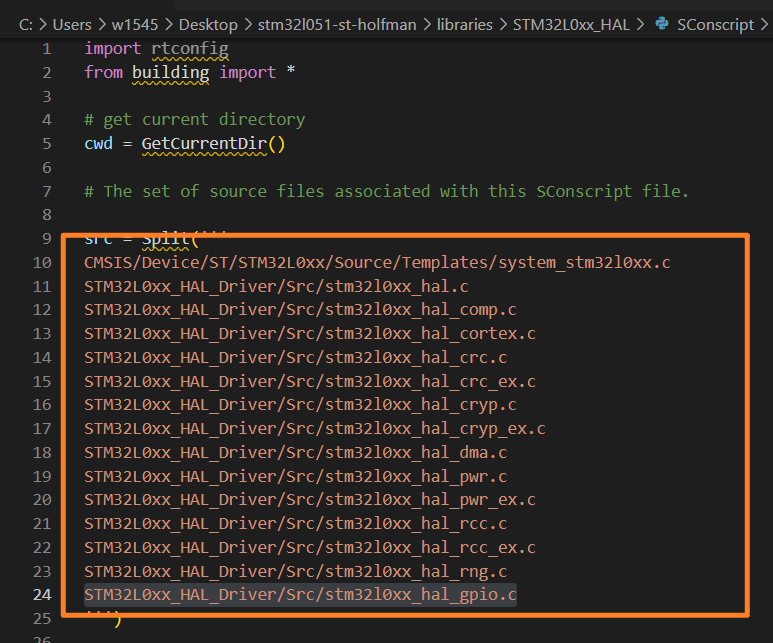 C: > Users > w1545 > Desktop > stm32l051-st-holfman > libraries > STM32L0xx_HAL > SConscript >
1 import rtconfig
2 from building import *
3
4 # get current directory
5 cwd = GetCurrentDir()
6
7 # The set of source files associated with this SConscript file.
8
9 src = Split('''
10 CMSIS/Device/ST/STM32L0xx/Source/Templates/system_stm32l0xx.c
11 STM32L0xx_HAL_Driver/Src/stm32l0xx_hal.c
12 STM32L0xx_HAL_Driver/Src/stm32l0xx_hal_comp.c
13 STM32L0xx_HAL_Driver/Src/stm32l0xx_hal_cortex.c
14 STM32L0xx_HAL_Driver/Src/stm32l0xx_hal_crc.c
15 STM32L0xx_HAL_Driver/Src/stm32l0xx_hal_crc_ex.c
16 STM32L0xx_HAL_Driver/Src/stm32l0xx_hal_cryp.c
17 STM32L0xx_HAL_Driver/Src/stm32l0xx_hal_cryp_ex.c
18 STM32L0xx_HAL_Driver/Src/stm32l0xx_hal_dma.c
19 STM32L0xx_HAL_Driver/Src/stm32l0xx_hal_pwr.c
20 STM32L0xx_HAL_Driver/Src/stm32l0xx_hal_pwr_ex.c
21 STM32L0xx_HAL_Driver/Src/stm32l0xx_hal_rcc.c
22 STM32L0xx_HAL_Driver/Src/stm32l0xx_hal_rcc_ex.c
23 STM32L0xx_HAL_Driver/Src/stm32l0xx_hal_rng.c
24 STM32L0xx_HAL_Driver/Src/stm32l0xx_hal_gpio.c
25 ''')
26